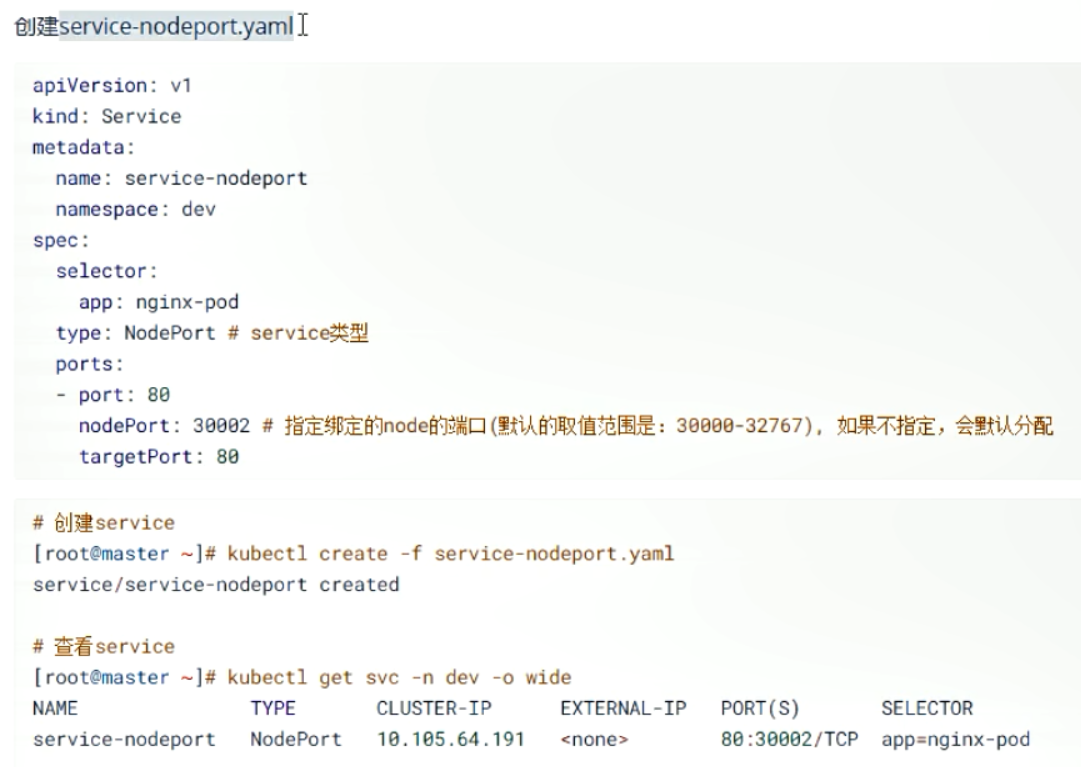 创建service-nodeport.yaml
apiVersion: v1
kind: Service
metadata:
  name: service-nodeport
  namespace: dev
spec:
  selector:
    app: nginx-pod
  type: NodePort # service类型
  ports:
  - port: 80
    nodePort: 30002 # 指定绑定的node的端口(默认的取值范围是：30000-32767), 如果不指定，会默认分配
    targetPort: 80
# 创建service
[root@master ~]# kubectl create -f service-nodeport.yaml
service/service-nodeport created
# 查看service
[root@master ~]# kubectl get svc -n dev -o wide
NAME               TYPE       CLUSTER-IP      EXTERNAL-IP   PORT(S)        SELECTOR
service-nodeport   NodePort   10.105.64.191   <none>        80:30002/TCP   app=nginx-pod